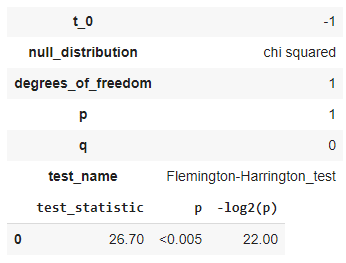 t_0 -1
null_distribution chi squared
degrees_of_freedom 1
p 1
q 0
test_name Flemington-Harrington_test
test_statistic p -log2(p)
0 26.70 <0.005 22.00